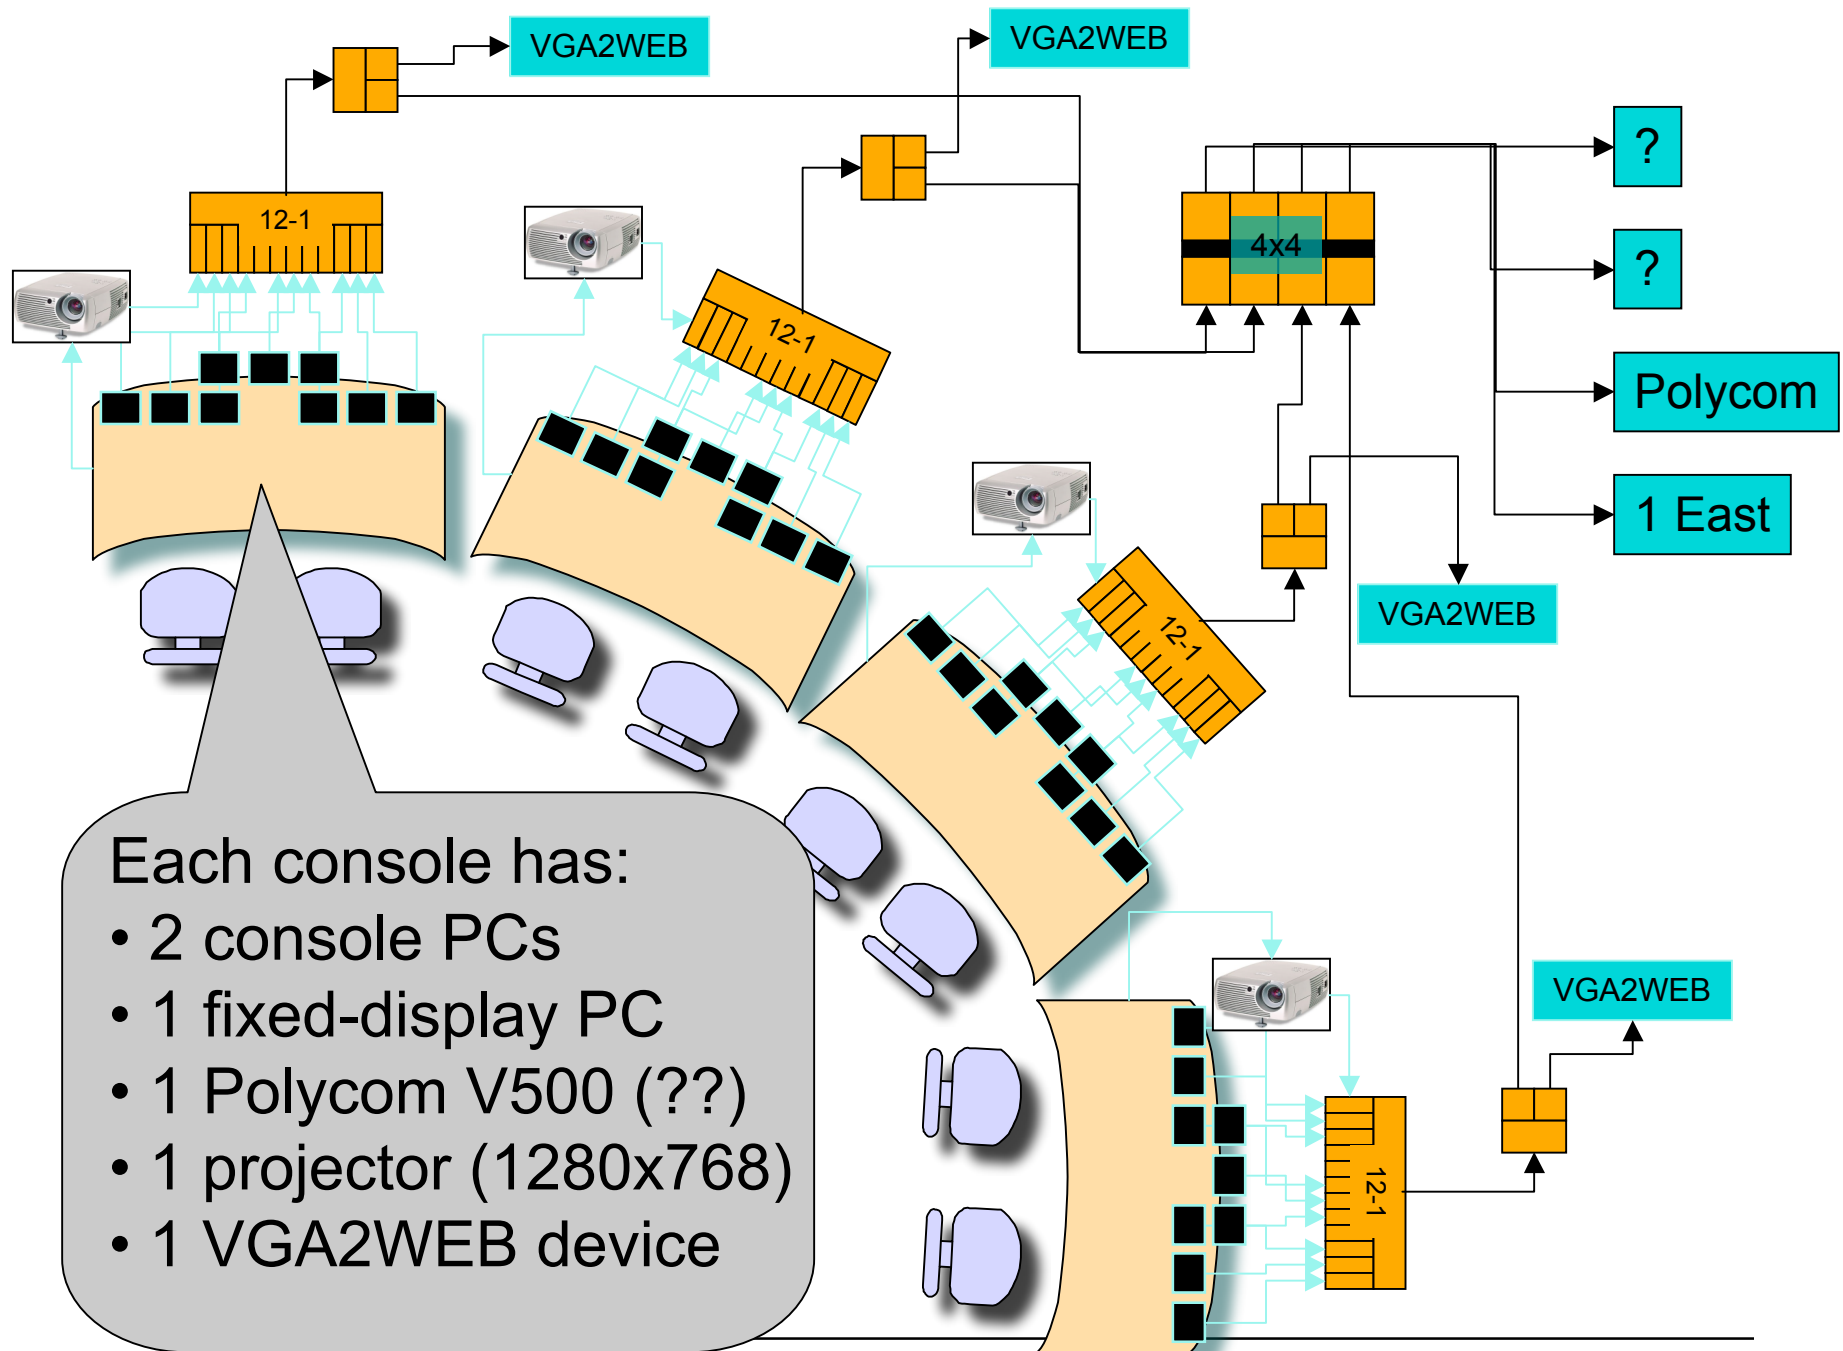 VGA2WEB
VGA2WEB
?
12-1
4x4
?
12-1
Polycom
1 East
VGA2WEB
12-1
Each console has:
• 2 console PCs
• 1 fixed-display PC
• 1 Polycom V500 (??)
• 1 projector (1280x768)
• 1 VGA2WEB device
VGA2WEB
12-1